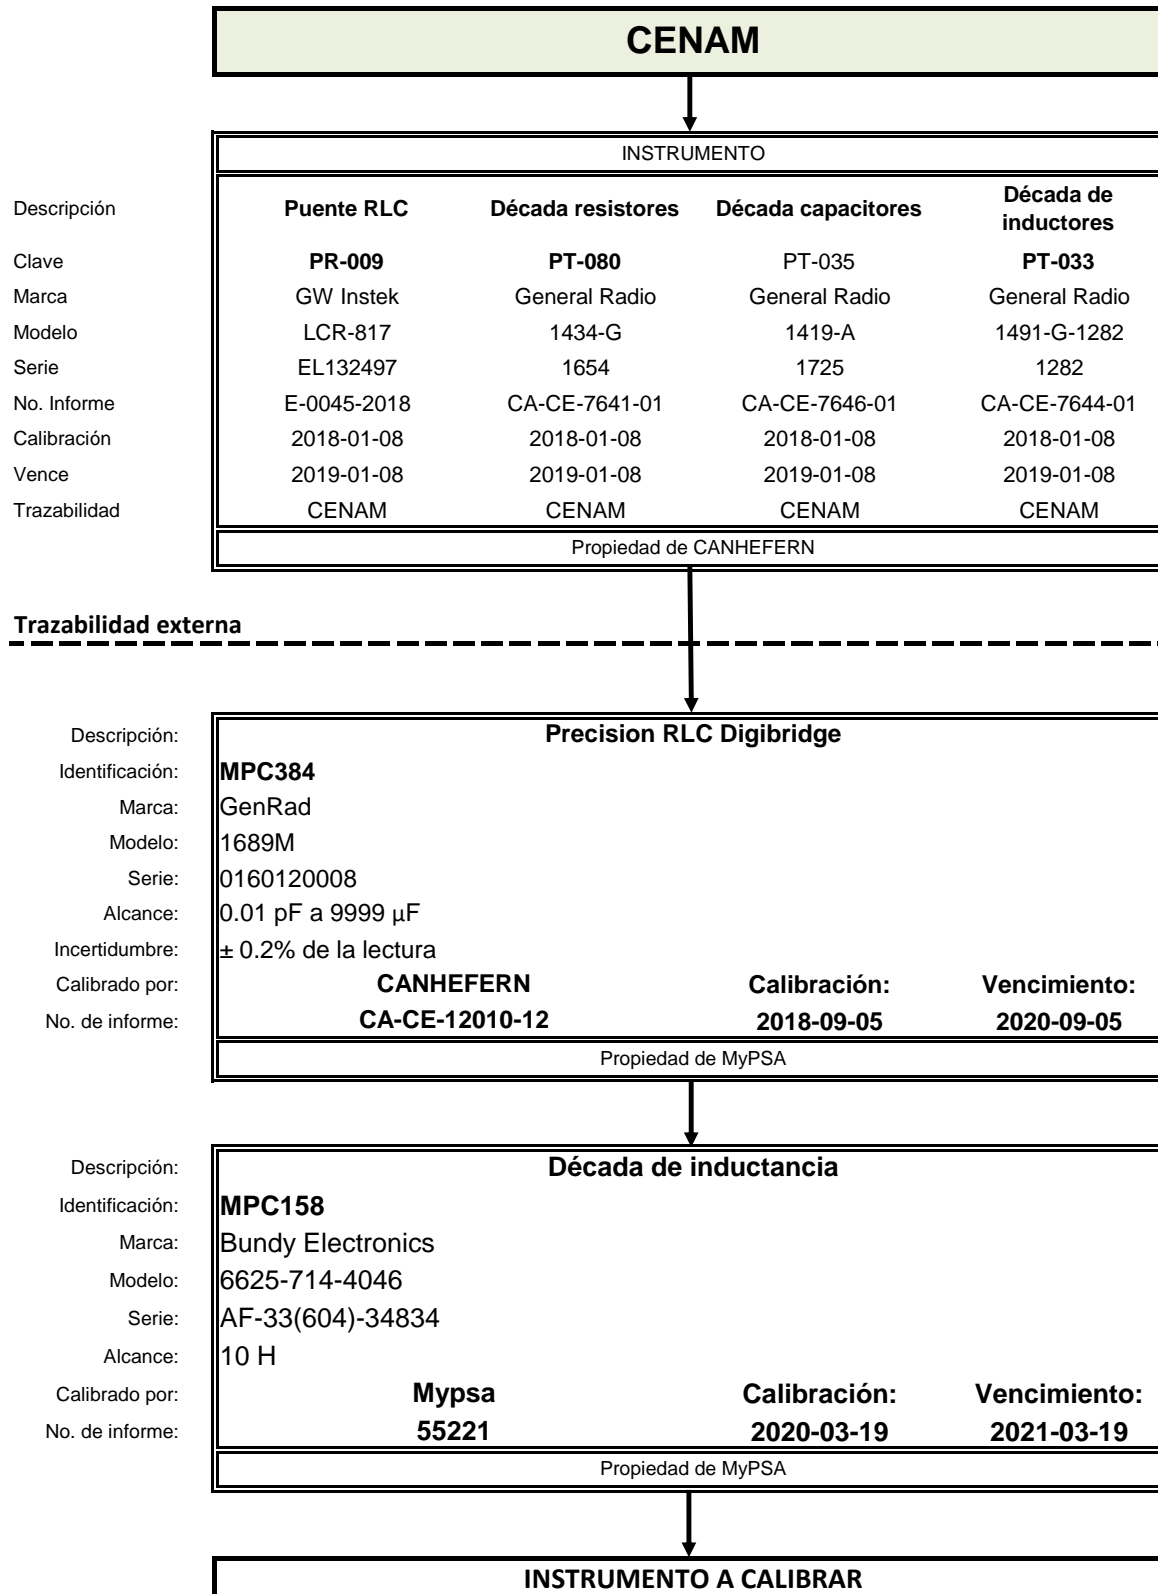 CENAM
INSTRUMENTO
Descripción Puente RLC Década resistores Década capacitores Década de inductores
Clave PR-009 PT-080 PT-035 PT-033
Marca GW Instek General Radio General Radio General Radio
Modelo LCR-817 1434-G 1419-A 1491-G-1282
Serie EL132497 1654 1725 1282
No. Informe E-0045-2018 CA-CE-7641-01 CA-CE-7646-01 CA-CE-7644-01
Calibración 2018-01-08 2018-01-08 2018-01-08 2018-01-08
Vence 2019-01-08 2019-01-08 2019-01-08 2019-01-08
Trazabilidad CENAM CENAM CENAM CENAM
Propiedad de CANHEFERN
Trazabilidad externa
Descripción: Precision RLC Digibridge
Identificación: MPC384
Marca: GenRad
Modelo: 1689M
Serie: 0160120008
Alcance: 0.01 pF a 9999 µF
Incertidumbre: ± 0.2% de la lectura
Calibrado por: CANHEFERN Calibración: Vencimiento:
No. de informe: CA-CE-12010-12 2018-09-05 2020-09-05
Propiedad de MyPSA
Descripción: Década de inductancia
Identificación: MPC158
Marca: Bundy Electronics
Modelo: 6625-714-4046
Serie: AF-33(604)-34834
Alcance: 10 H
Calibrado por: Mypsa Calibración: Vencimiento:
No. de informe: 55221 2020-03-19 2021-03-19
Propiedad de MyPSA
INSTRUMENTO A CALIBRAR